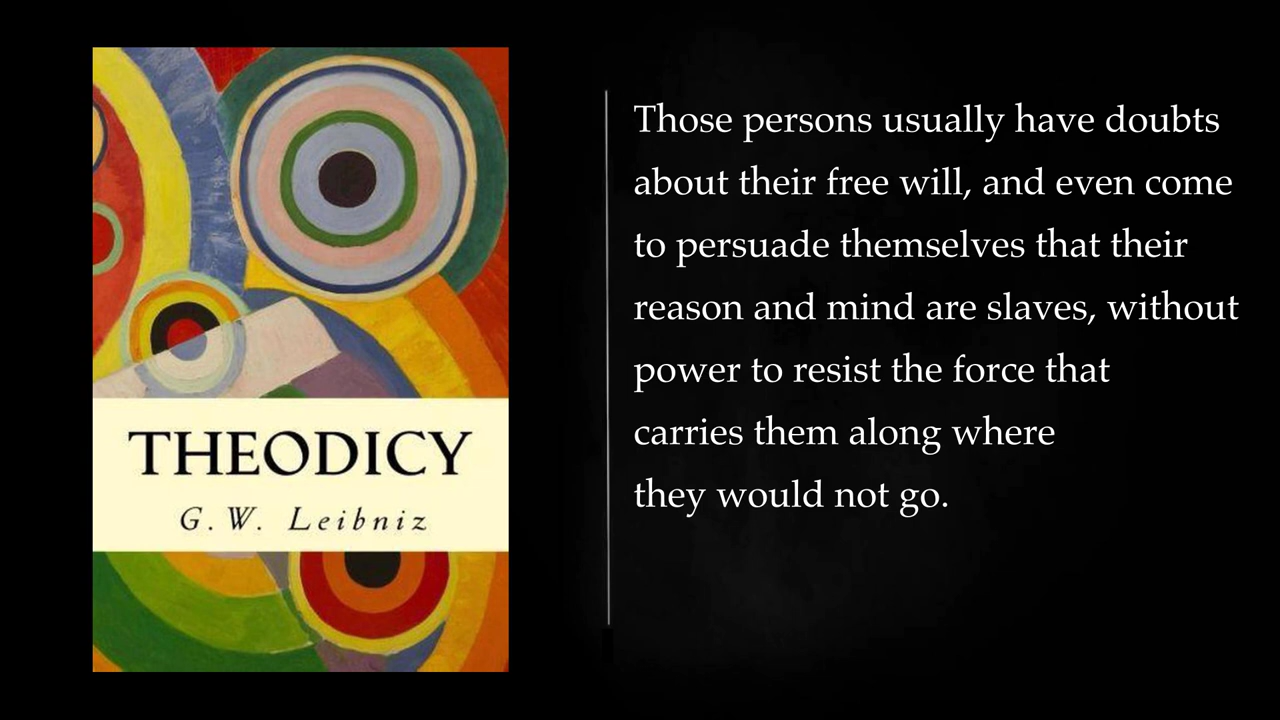 THEODICY
G. W. Leibniz
Those persons usually have doubts
about their free will, and even come
to persuade themselves that their
reason and mind are slaves, without
power to resist the force that
carries them along where
they would not go.